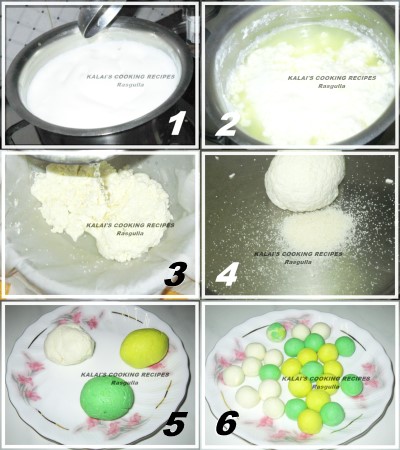 KALAI'S COOKING RECIPES
Rasgulla
1
KALAI'S COOKING RECIPES
Rasgulla
2
KALAI'S COOKING RECIPES
Rasgulla
3
KALAI'S COOKING RECIPES
Rasgulla
4
KALAI'S COOKING RECIPES
Rasgulla
5
KALAI'S COOKING RECIPES
Rasgulla
6